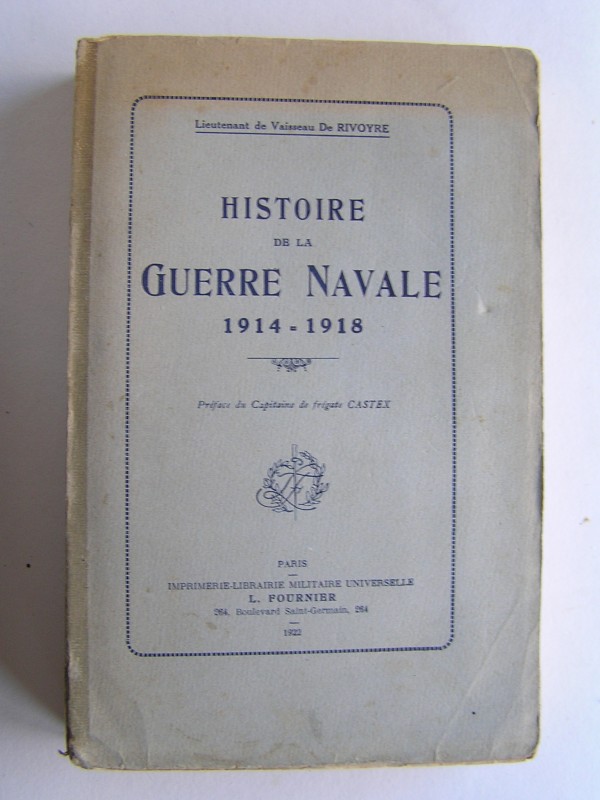 Lieutenant de Vaisseau De RIVOYRE
HISTOIRE
DE LA
GUERRE NAVALE
1914-1918
Préface du Capitaine de frégate CASTEX
PARIS
IMPRIMERIE-LIBRAIRIE MILITAIRE UNIVERSELLE
L. FOURNIER
264, Boulevard Saint-Germain, 264
1922